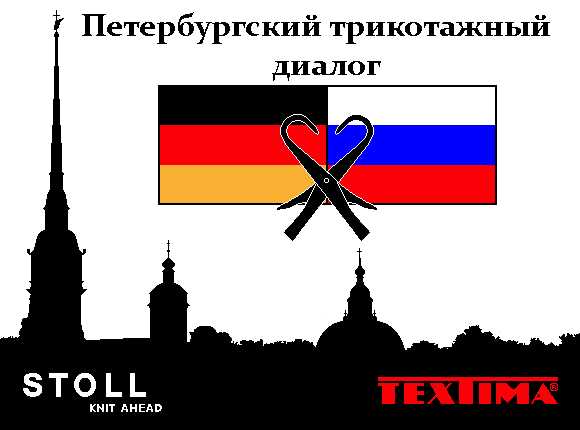 Петербургский трикотажный
диалог
STOLL
KNIT AHEAD
TEXTIMA®